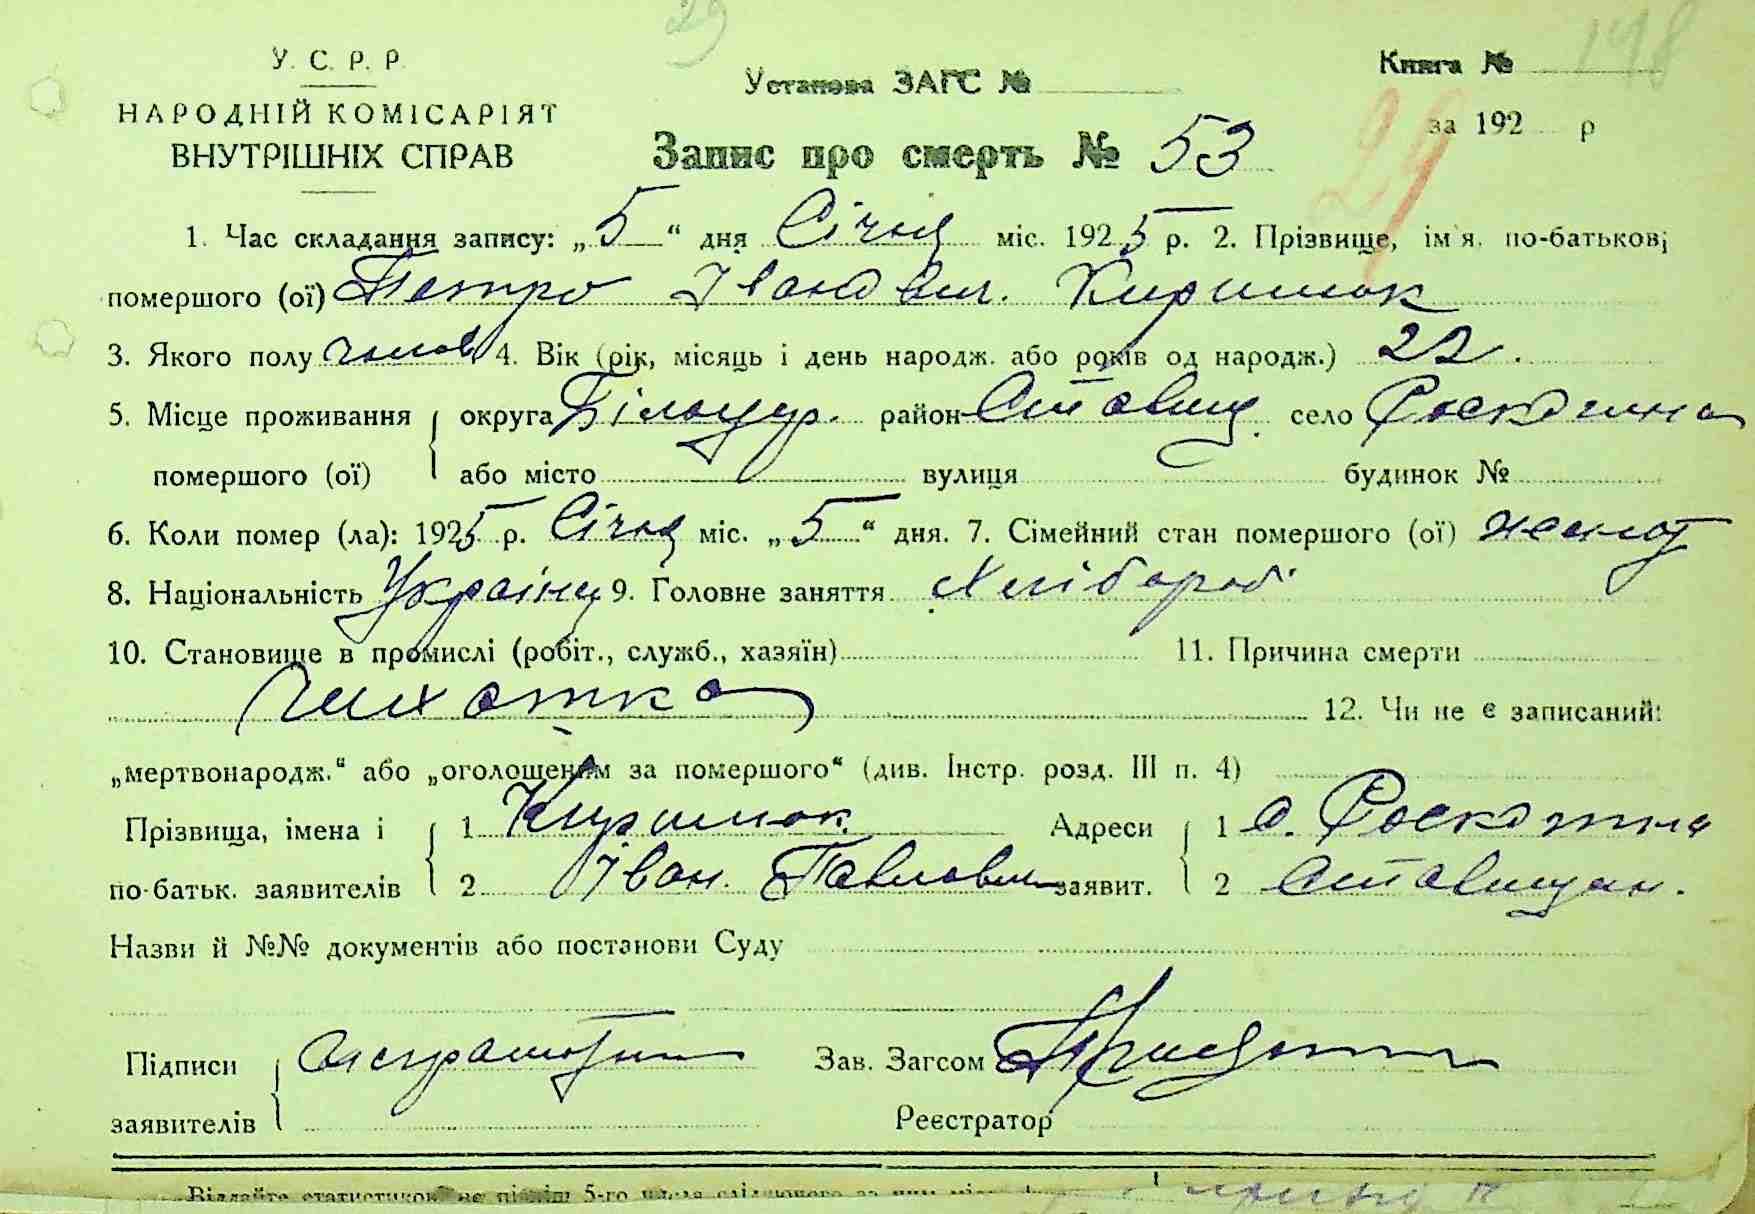 29
148
У. С. Р. Р.
НАРОДНІЙ КОМІСАРІЯТ
ВНУТРІШНІХ СПРАВ
Установа ЗАГС №
Книга №
за 192 р
29
Запис про смерть № 53
1. Час складання запису: „5“ дня Січня міс. 1925 р. 2. Прізвище, ім'я, по-батькові
помершого (ої) Петро Іванович. Киримок
3. Якого полу чолов 4. Вік (рік, місяць і день народж. або років од народж.) 22.
5. Місце проживання округа Білоцер. район Ставищ. село Роскошна
помершого (ої) або місто вулиця будинок №
6. Коли помер (ла): 1925 р. Січня міс. „5“ дня. 7. Сімейний стан помершого (ої)
8. Національність Українц 9. Головне заняття Хлібороб
10. Становище в промислі (робіт., служб., хазяїн) 11. Причина смерти
чихотка
12. Чи не є записаний:
„мертвонародж.“ або „оголошеним за помершого“ (див. Інстр. розд. III п. 4)
Прізвища, імена і 1 Киримок Адреси 1 с. Роскошна
по-батьк. заявителів 2 Іван. Павлович заявит. 2 Ставищан.
Назви й №№ документів або постанови Суду
Підписи Зав. Загсом
заявителів Реєстратор